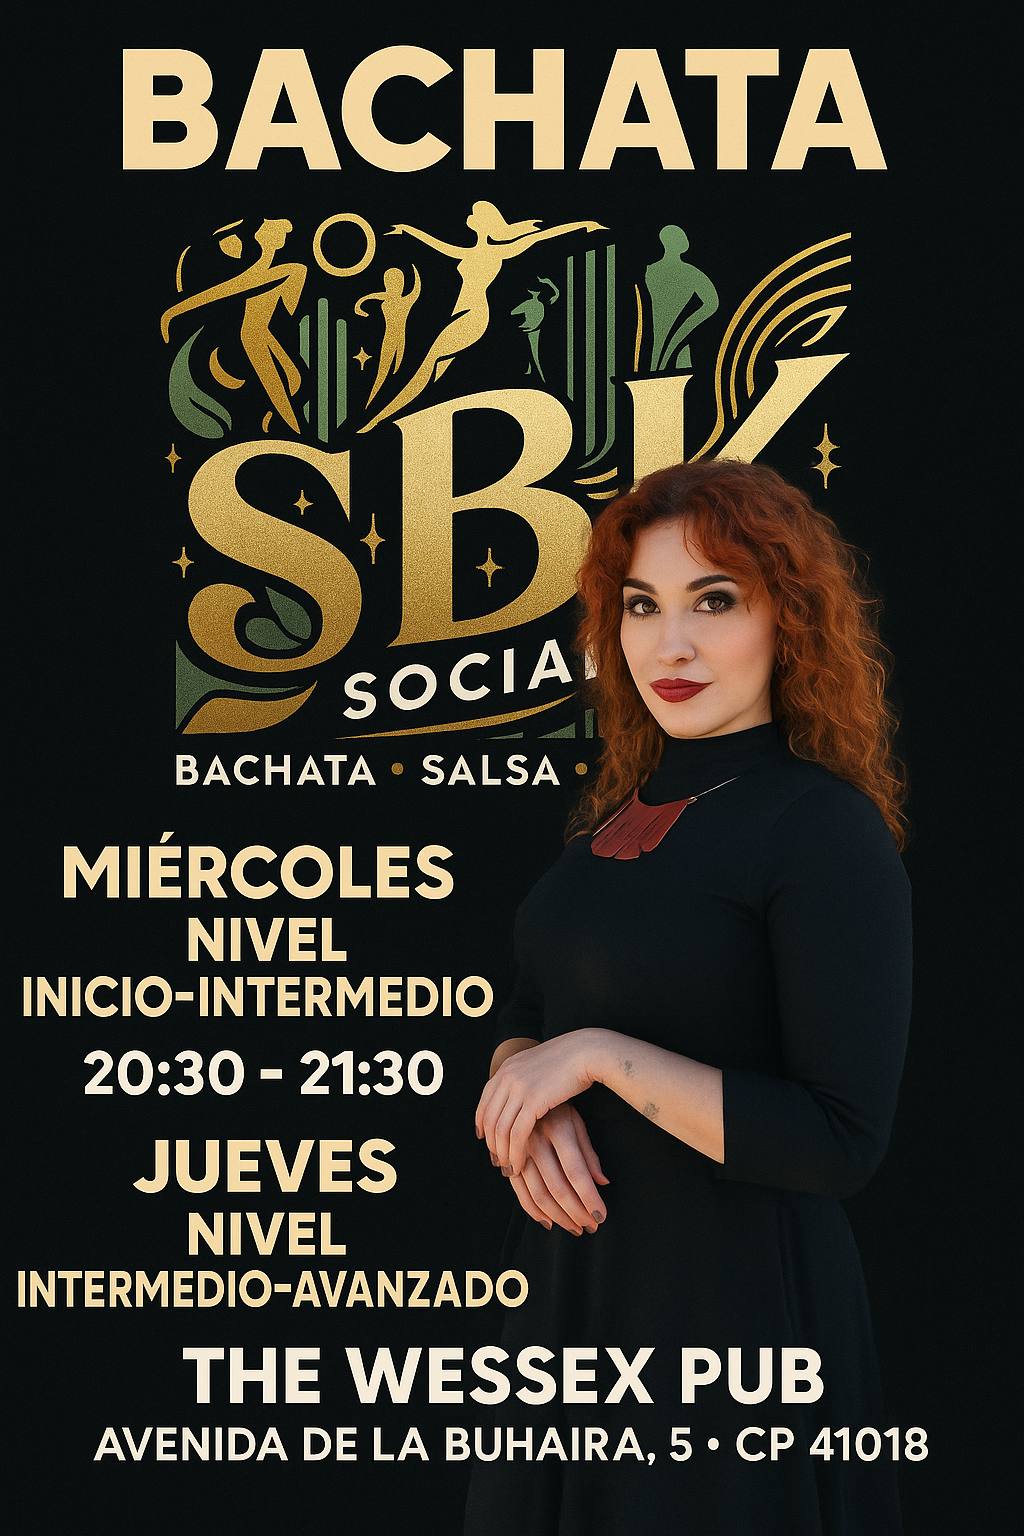 BACHATA
SBK
SOCIA
BACHATA • SALSA •
MIÉRCOLES
NIVEL
INICIO-INTERMEDIO
20:30 - 21:30
JUEVES
NIVEL
INTERMEDIO-AVANZADO
THE WESSEX PUB
AVENIDA DE LA BUHAIRA, 5 • CP 41018